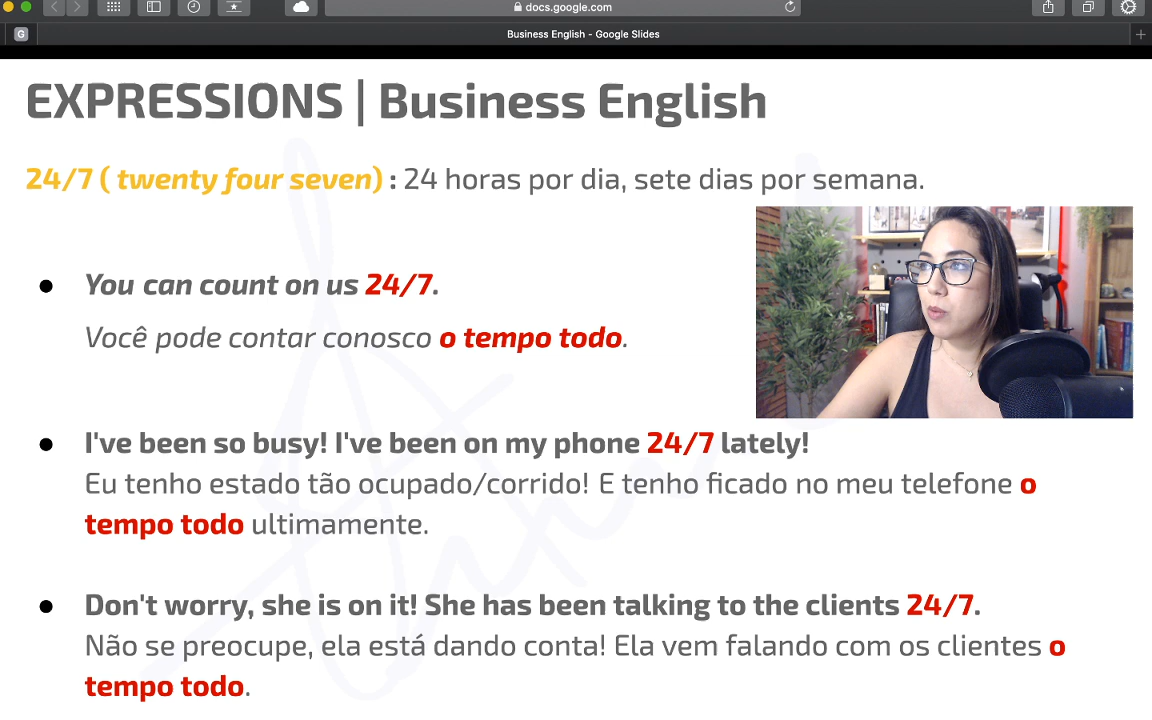 docs.google.com
G
Business English - Google Slides
EXPRESSIONS | Business English
24/7 ( twenty four seven) : 24 horas por dia, sete dias por semana.
● You can count on us 24/7.
Você pode contar conosco o tempo todo.
● I've been so busy! I've been on my phone 24/7 lately!
Eu tenho estado tão ocupado/corrido! E tenho ficado no meu telefone o
tempo todo ultimamente.
● Don't worry, she is on it! She has been talking to the clients 24/7.
Não se preocupe, ela está dando conta! Ela vem falando com os clientes o
tempo todo.